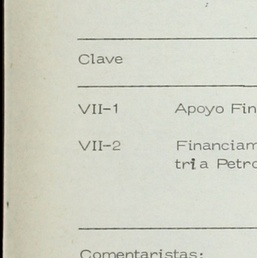 Clave
VII-1 Apoyo Fin
VII-2 Financiam
tria Petro
Comentaristas: